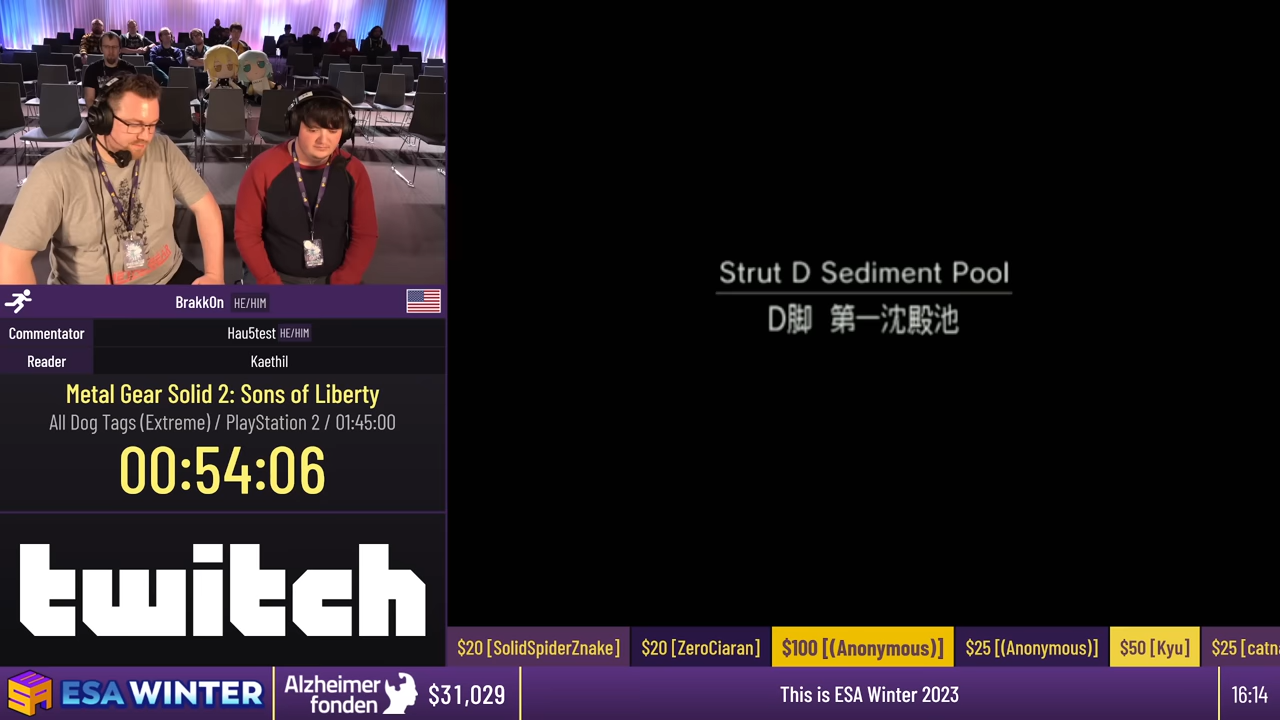 Strut D Sediment Pool
D脚 第一沈殿池
BrakkOn HE/HIM
Commentator Hau5test HE/HIM
Reader Kaethil
Metal Gear Solid 2: Sons of Liberty
All Dog Tags (Extreme) / PlayStation 2 / 01:45:00
00:54:06
twitch
$20 [SolidSpiderZnake] $20 [ZeroCiaran] $100 [(Anonymous)] $25 [(Anonymous)] $50 [Kyu] $25 [catna
ESA WINTER Alzheimer fonden $31,029 This is ESA Winter 2023 16:14